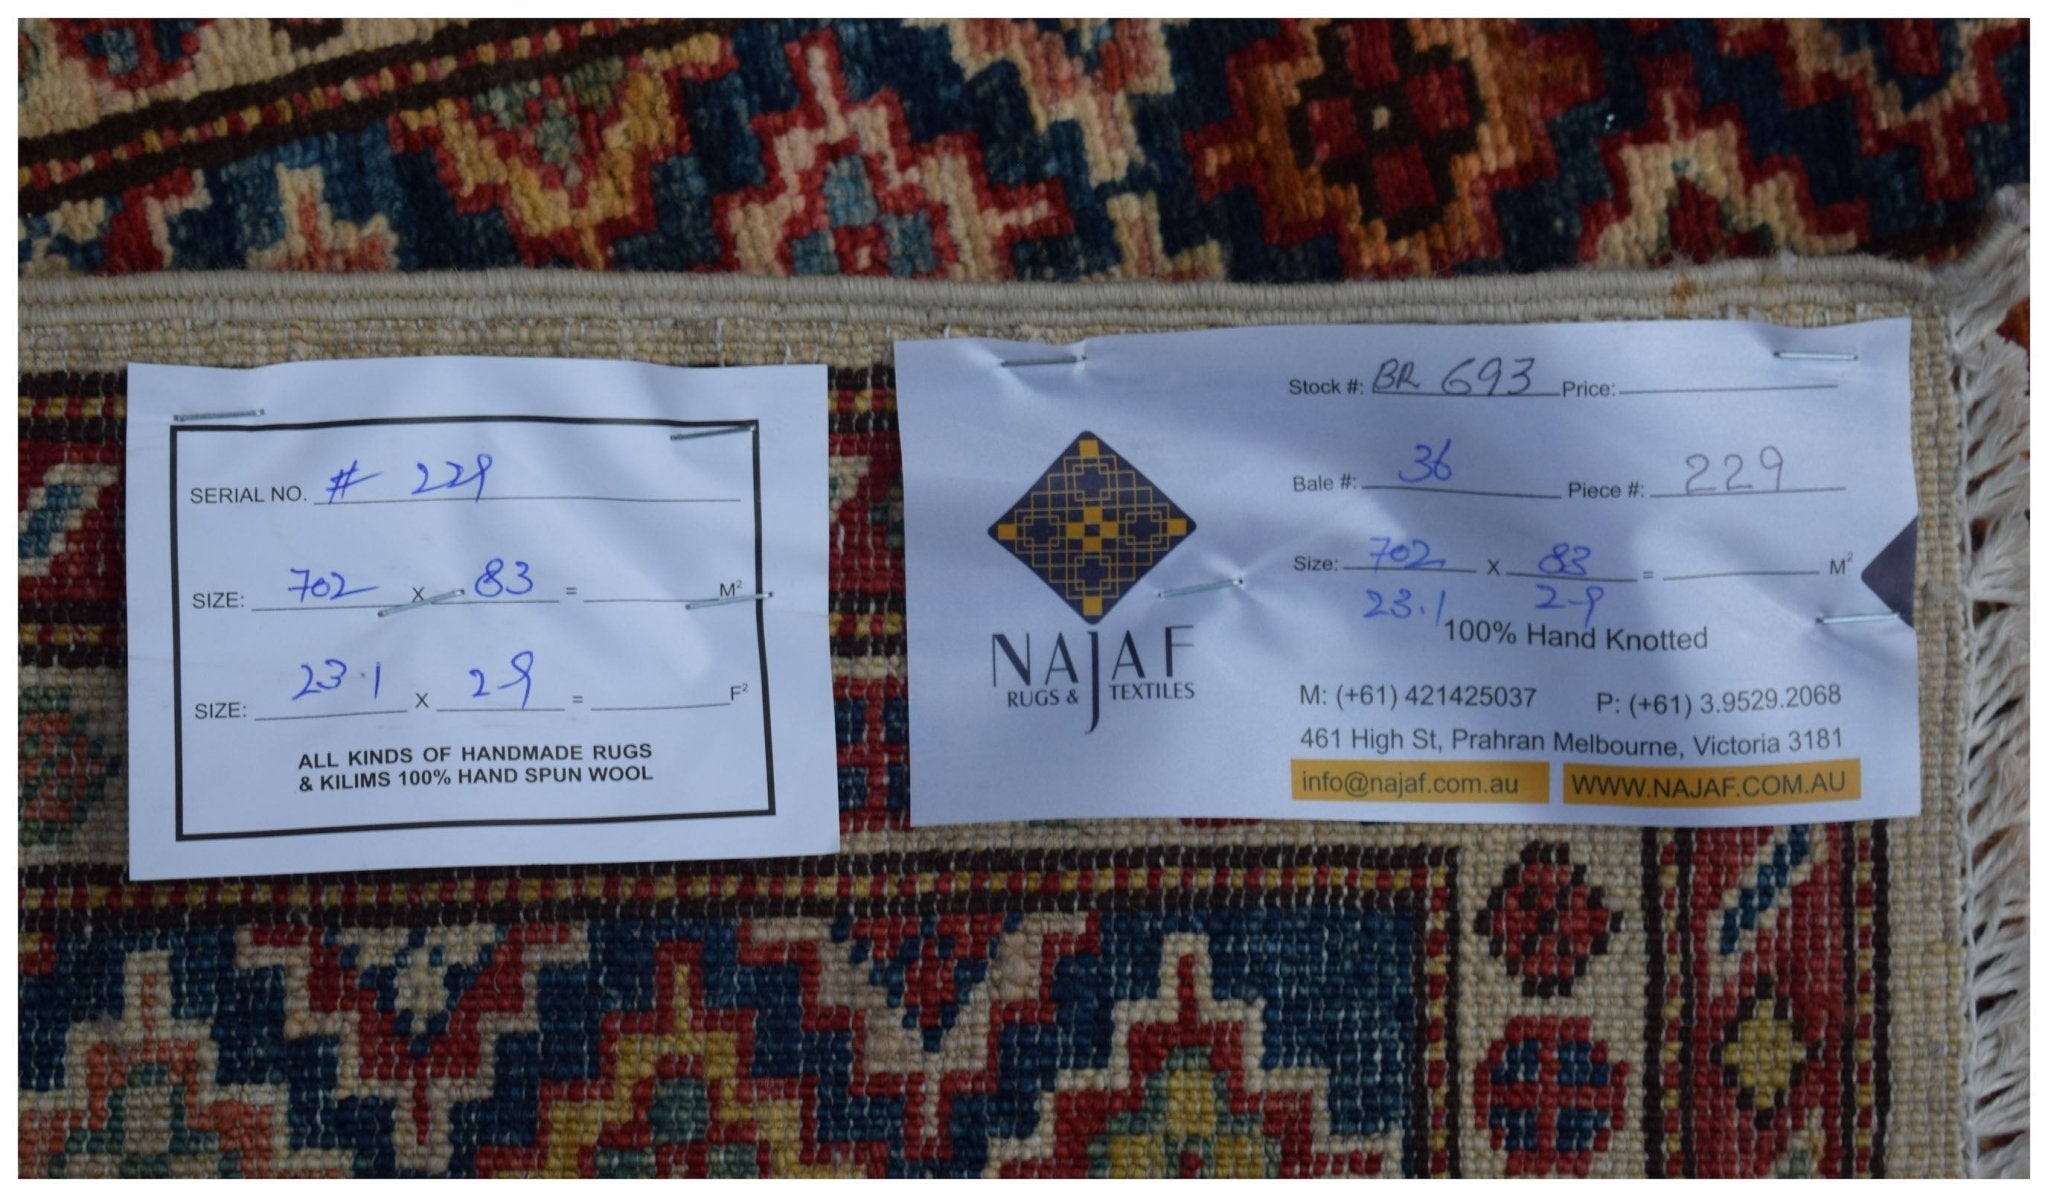 SERIAL NO. # 229
SIZE: 702 X 83 = M²
SIZE: 23.1 X 2-9 = F²
ALL KINDS OF HANDMADE RUGS
& KILIMS 100% HAND SPUN WOOL
NAJAF
RUGS & TEXTILES
Stock #: BR 693 Price:
Bale #: 36 Piece #: 229
Size: 702 X 83 = M²
23.1 2-9
100% Hand Knotted
M: (+61) 421425037 P: (+61) 3.9529.2068
461 High St, Prahran Melbourne, Victoria 3181
info@najaf.com.au WWW.NAJAF.COM.AU